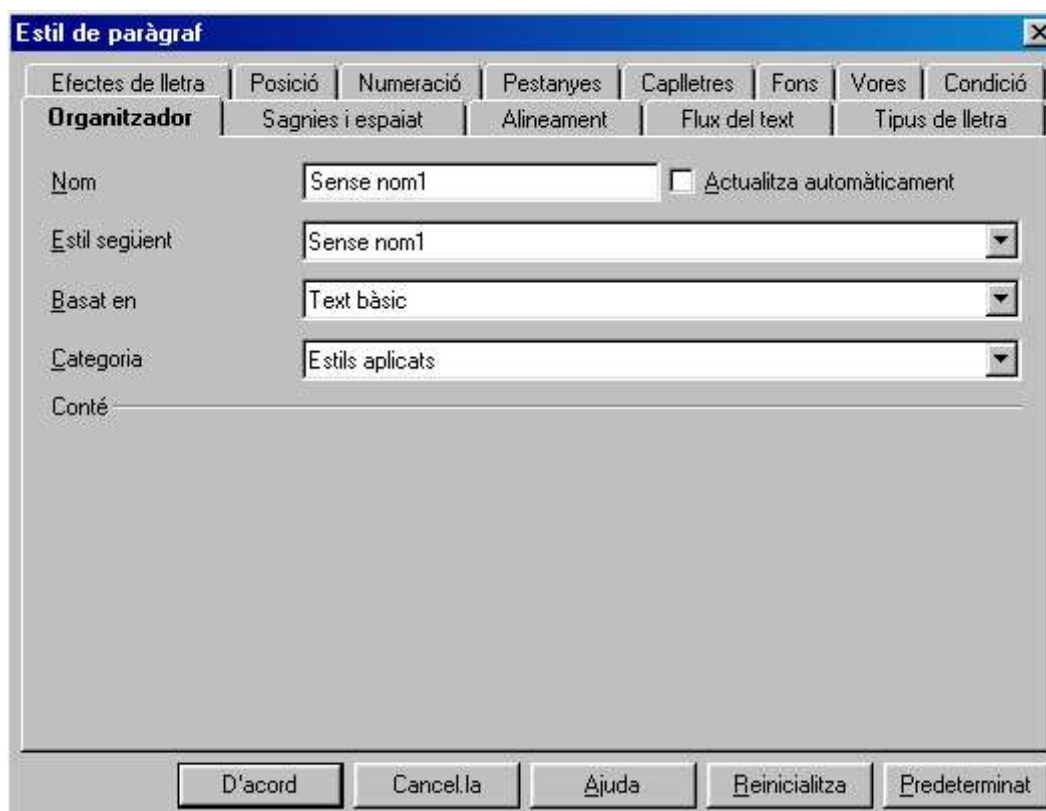 Estil de paràgraf
Efectes de lletra Posició Numeració Pestanyes Caplletres Fons Vores Condició
Organitzador Sagnies i espaiat Alineament Flux del text Tipus de lletra
Nom Sense nom1 Actualitza automàticament
Estil següent Sense nom1
Basat en Text bàsic
Categoria Estils aplicats
Conté
D'acord Cancel.la Ajuda Reinicialitza Predeterminat